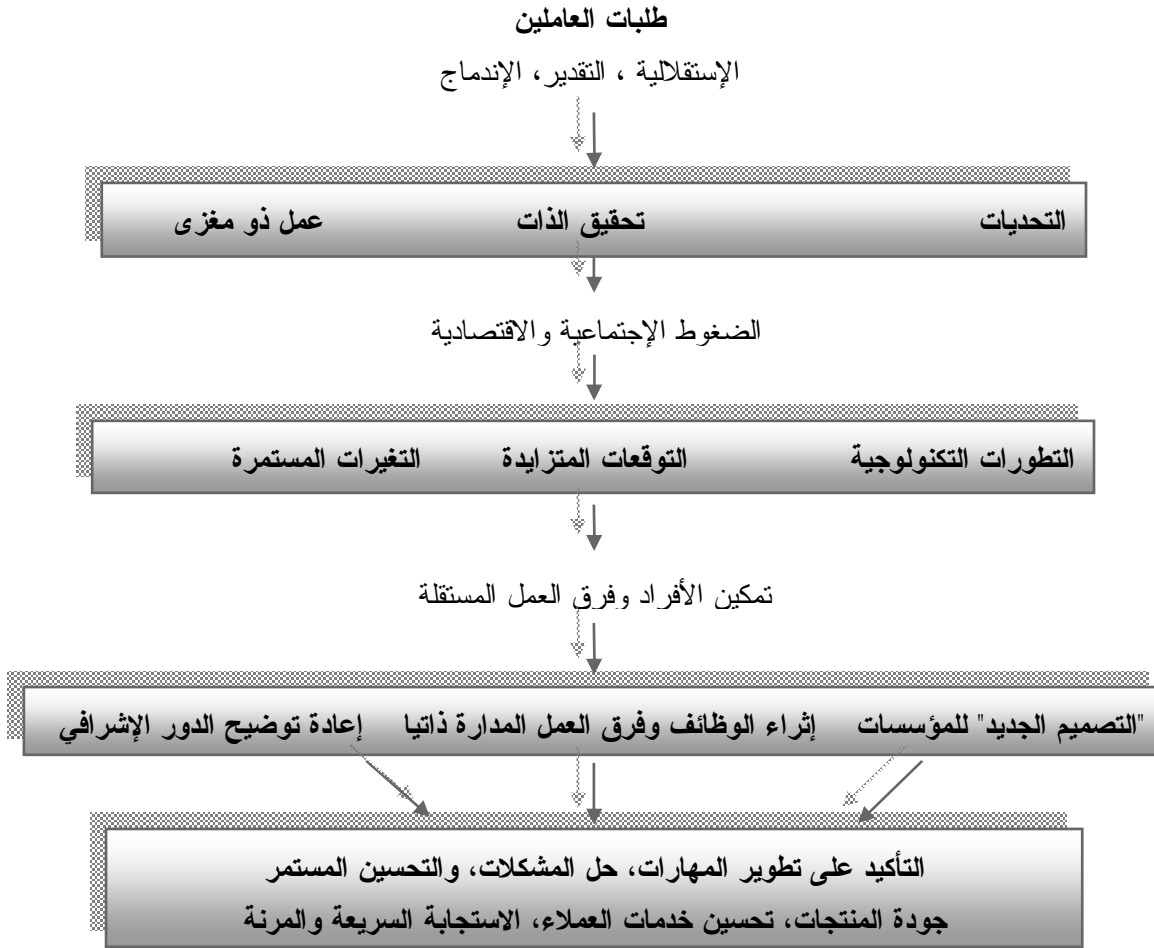 طلبات العاملين
الإستقلالية ، التقدير، الإندماج
التحديات تحقيق الذات عمل ذو مغزى
الضغوط الإجتماعية والاقتصادية
التطورات التكنولوجية التوقعات المتزايدة التغيرات المستمرة
تمكين الأفراد وفرق العمل المستقلة
"التصميم الجديد" للمؤسسات إثراء الوظائف وفرق العمل المدارة ذاتيا إعادة توضيح الدور الإشرافي
التأكيد على تطوير المهارات، حل المشكلات، والتحسين المستمر
جودة المنتجات، تحسين خدمات العملاء، الاستجابة السريعة والمرنة